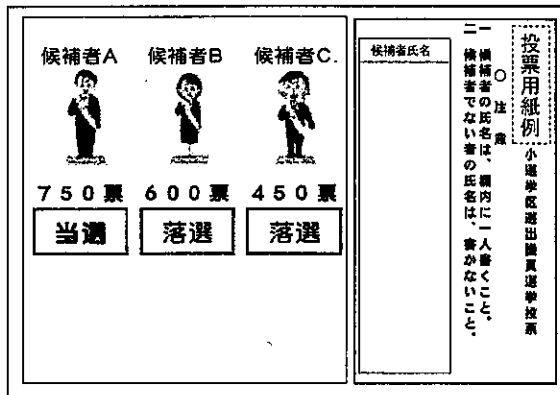 候補者A 候補者B 候補者C.
750票 600票 450票
当選 落選 落選
投票用紙例
小選挙区選出議員選挙投票
○ 注 意
一 候補者の氏名は、欄内に一人書くこと。
二 候補者でない者の氏名は、書かないこと。
候補者氏名